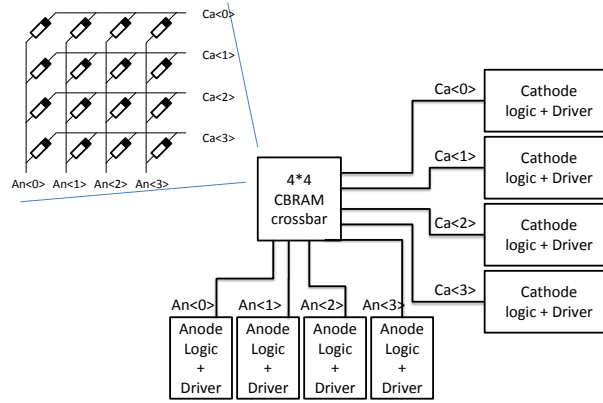 Ca<0>
Ca<1>
Ca<2>
Ca<3>
An<0> An<1> An<2> An<3>
4*4
CBRAM
crossbar
Ca<0>
Cathode
logic + Driver
Ca<1>
Cathode
logic + Driver
Ca<2>
Cathode
logic + Driver
Ca<3>
Cathode
logic + Driver
An<0> An<1> An<2> An<3>
Anode
Logic
+
Driver
Anode
Logic
+
Driver
Anode
Logic
+
Driver
Anode
Logic
+
Driver